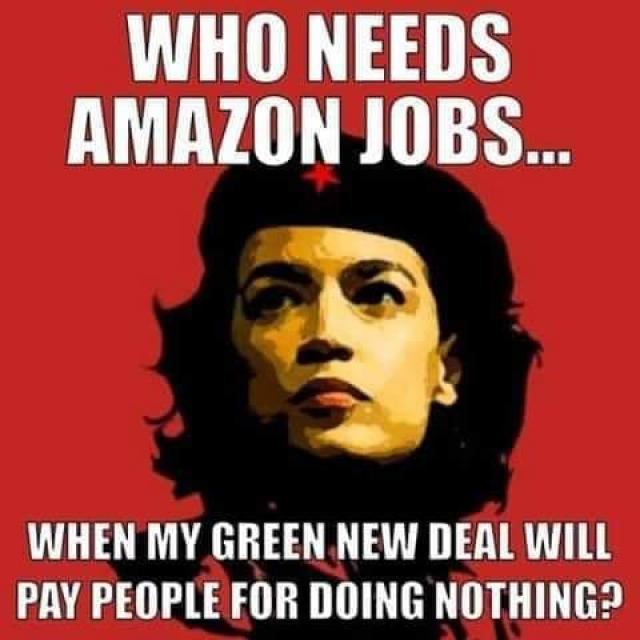 WHO NEEDS
AMAZON JOBS...
WHEN MY GREEN NEW DEAL WILL
PAY PEOPLE FOR DOING NOTHING?